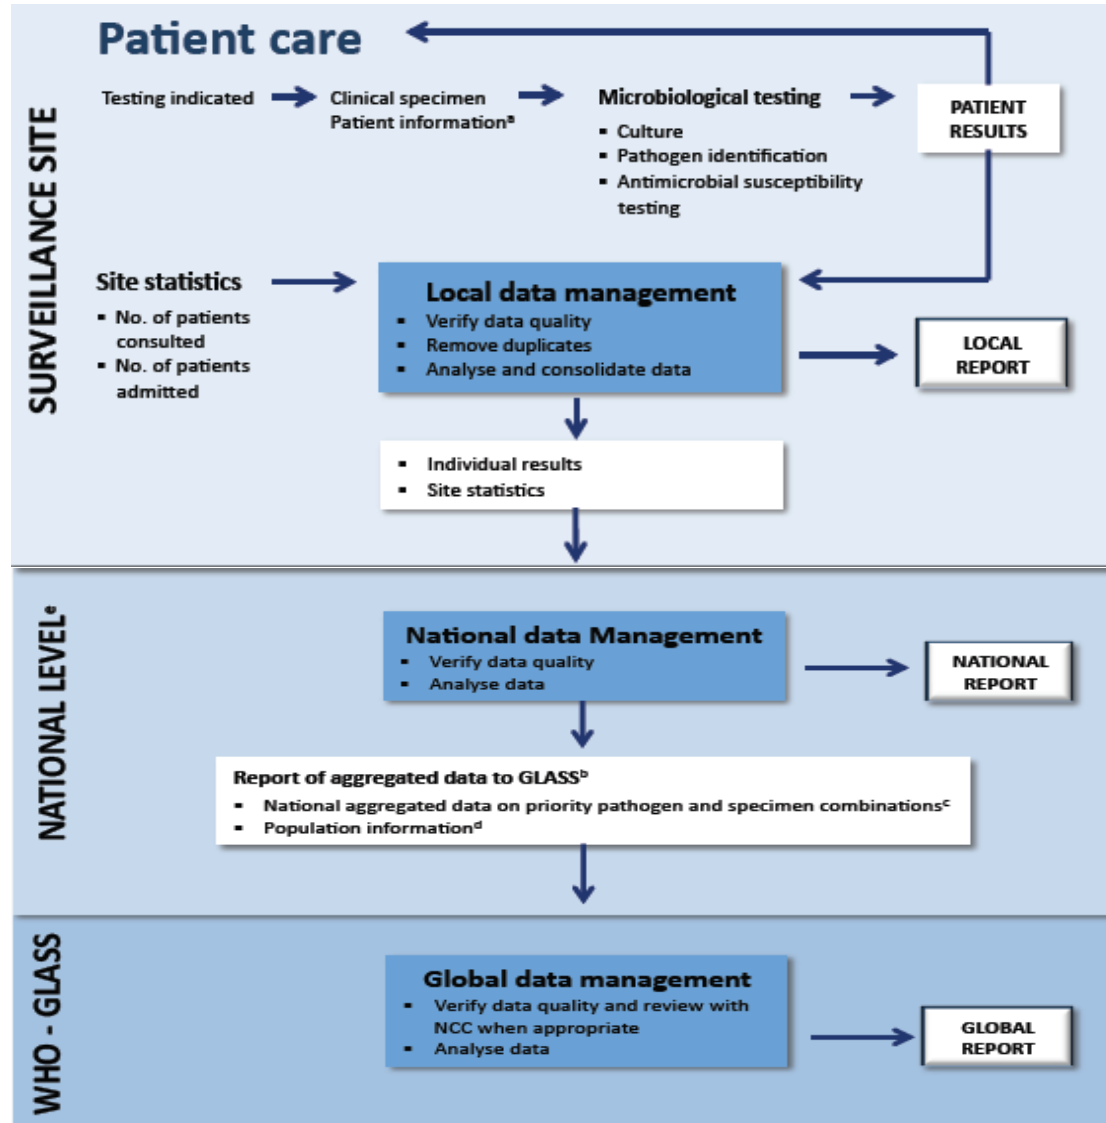 Patient care
SURVEILLANCE SITE
Testing indicated
Clinical specimen
Patient informationᵃ
Microbiological testing
▪ Culture
▪ Pathogen identification
▪ Antimicrobial susceptibility
testing
PATIENT
RESULTS
Site statistics
▪ No. of patients
consulted
▪ No. of patients
admitted
Local data management
▪ Verify data quality
▪ Remove duplicates
▪ Analyse and consolidate data
LOCAL
REPORT
▪ Individual results
▪ Site statistics
NATIONAL LEVELᵉ
National data Management
▪ Verify data quality
▪ Analyse data
NATIONAL
REPORT
Report of aggregated data to GLASSᵇ
▪ National aggregated data on priority pathogen and specimen combinationsᶜ
▪ Population informationᵈ
WHO - GLASS
Global data management
▪ Verify data quality and review with
NCC when appropriate
▪ Analyse data
GLOBAL
REPORT